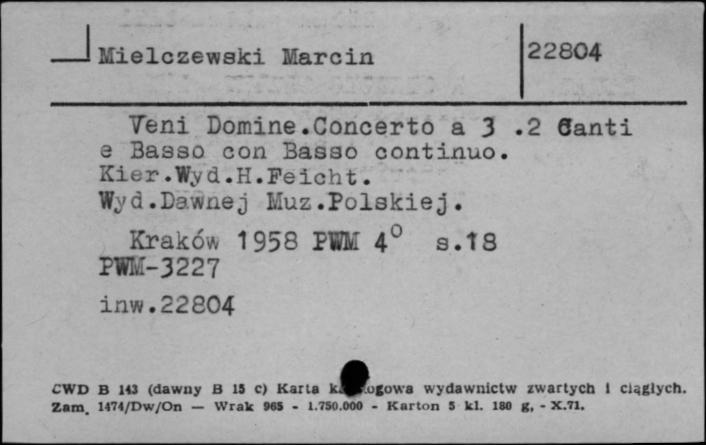 Mielczewski Marcin 22804
Veni Domine.Concerto a 3 .2 Canti
e Basso con Basso continuo.
Kier.Wyd.H.Feicht.
Wyd.Dawnej Muz.Polskiej.
Kraków 1958 PWM 4° s.18
PWM-3227
inw.22804
CWD B 143 (dawny B 15 c) Karta katalogowa wydawnictw zwartych i ciągłych.
Zam. 1474/Dw/On — Wrak 965 - 1.750.000 - Karton 5 kl. 180 g, - X.71.